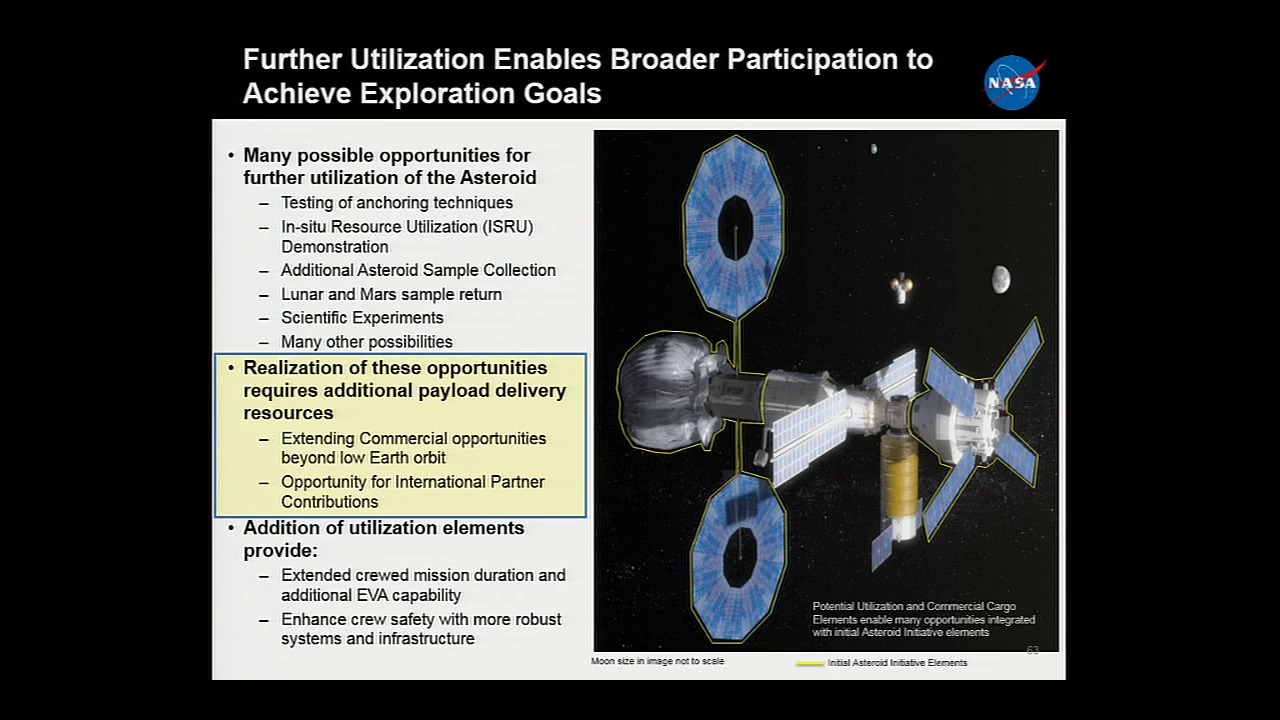 Further Utilization Enables Broader Participation to
Achieve Exploration Goals
NASA
• Many possible opportunities for
further utilization of the Asteroid
– Testing of anchoring techniques
– In-situ Resource Utilization (ISRU)
Demonstration
– Additional Asteroid Sample Collection
– Lunar and Mars sample return
– Scientific Experiments
– Many other possibilities
• Realization of these opportunities
requires additional payload delivery
resources
– Extending Commercial opportunities
beyond low Earth orbit
– Opportunity for International Partner
Contributions
• Addition of utilization elements
provide:
– Extended crewed mission duration and
additional EVA capability
– Enhance crew safety with more robust
systems and infrastructure
Potential Utilization and Commercial Cargo
Elements enable many opportunities integrated
with initial Asteroid Initiative elements
63
Moon size in image not to scale
Initial Asteroid Initiative Elements